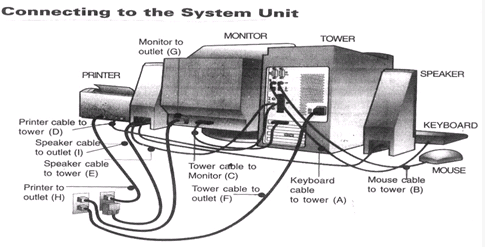 Connecting to the System Unit
Monitor to
outlet (G)
MONITOR
TOWER
PRINTER
SPEAKER
Printer cable to
tower (D)
Speaker cable
to outlet (I)
Speaker cable
to tower (E)
Printer to
outlet (H)
Tower cable to
Monitor (C)
Tower cable to
outlet (F)
Keyboard
cable
to tower (A)
Mouse cable
to tower (B)
KEYBOARD
MOUSE